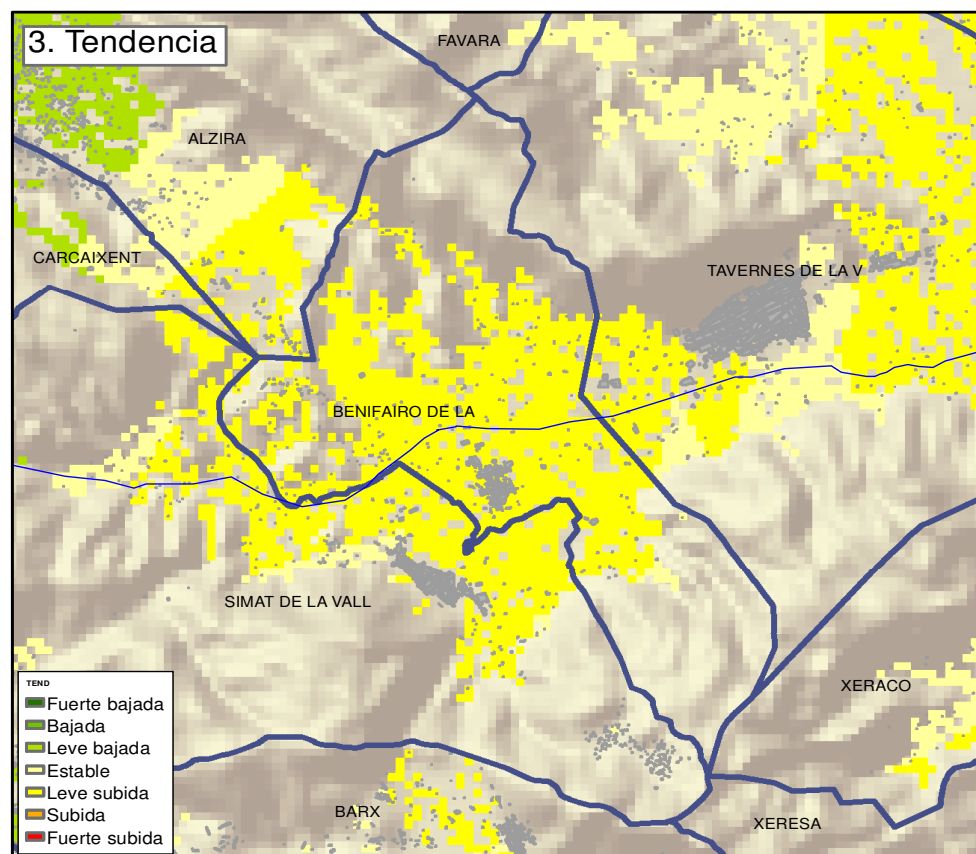 3. Tendencia
FAVARA
ALZIRA
CARCAIXENT
TAVERNES DE LA V
BENIFAIRO DE LA
SIMAT DE LA VALL
XERACO
BARX
XERESA
TEND
Fuerte bajada
Bajada
Leve bajada
Estable
Leve subida
Subida
Fuerte subida